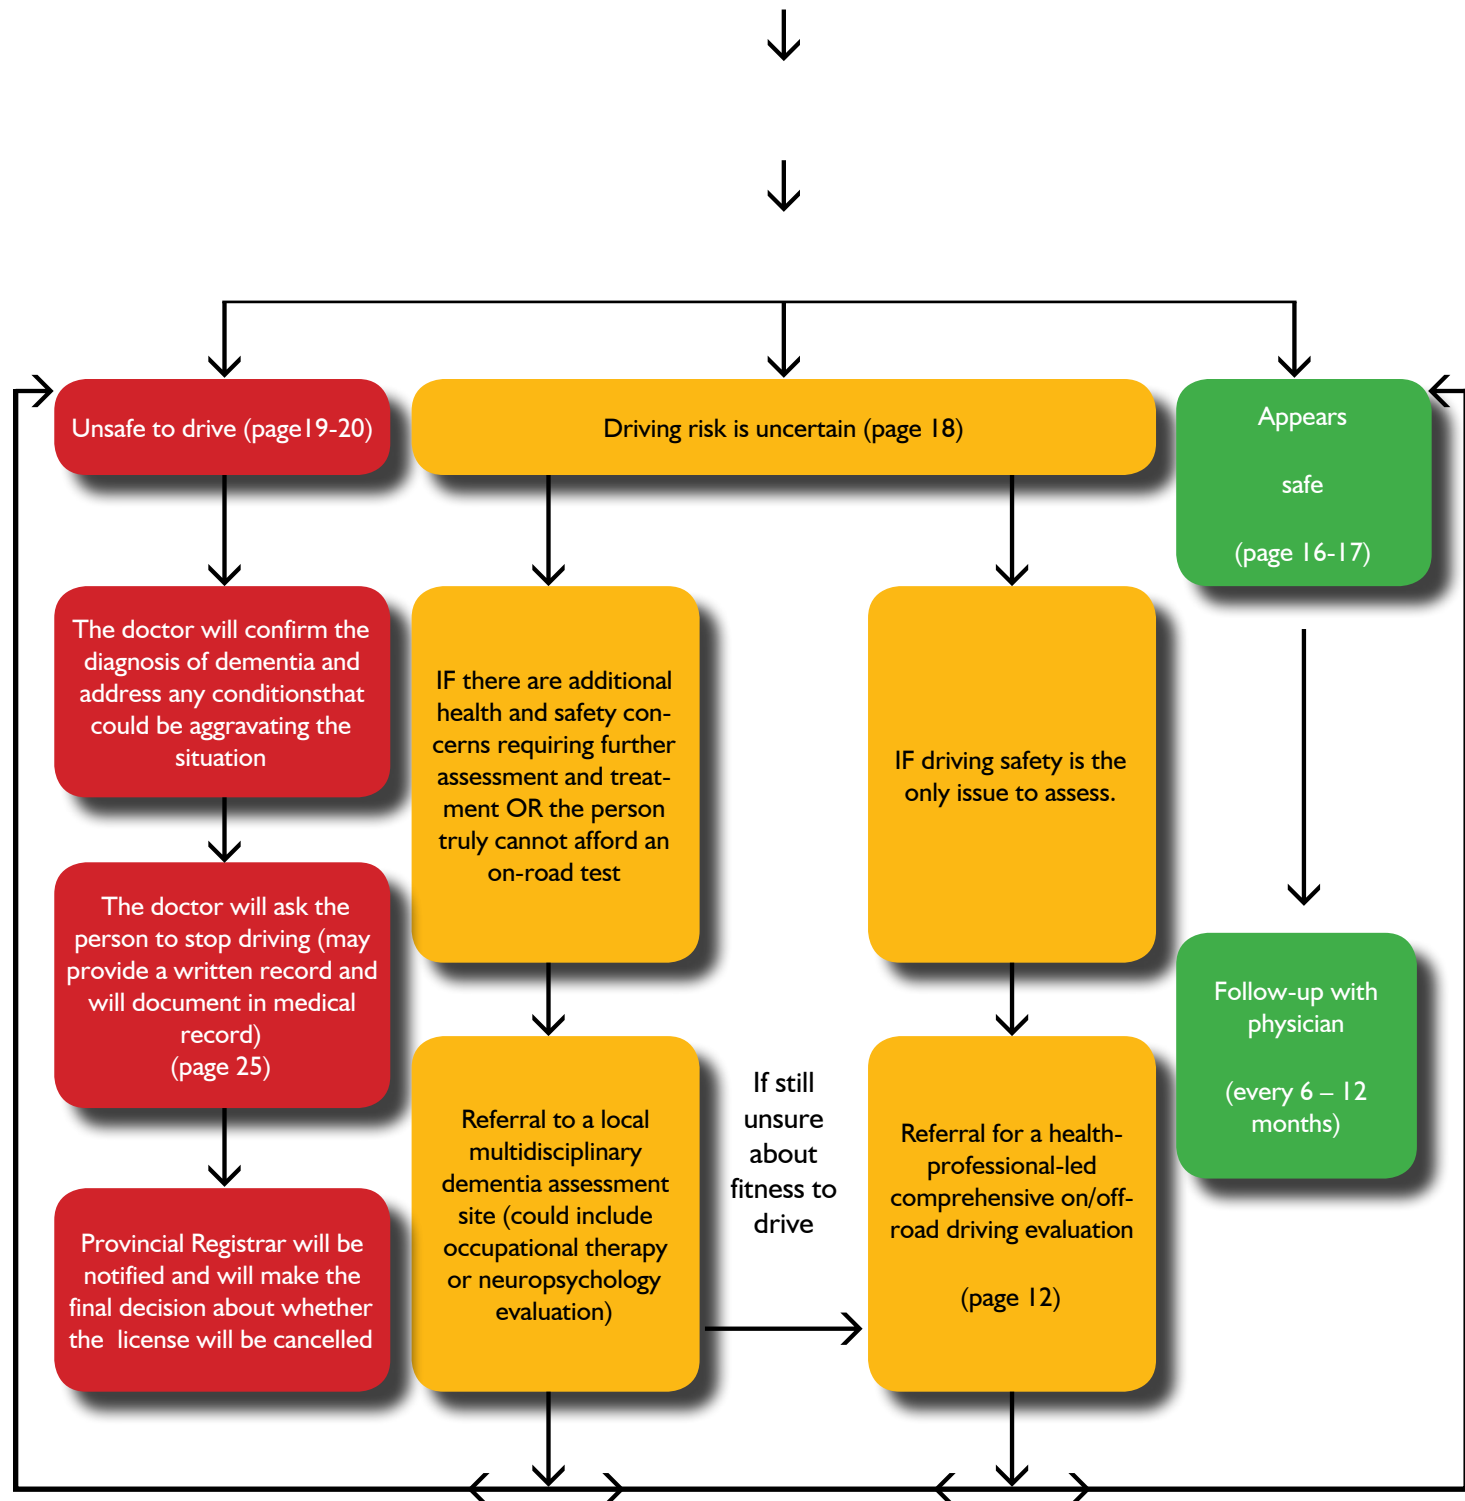 Unsafe to drive (page19-20)
Driving risk is uncertain (page 18)
Appears
safe
(page 16-17)
The doctor will confirm the
diagnosis of dementia and
address any conditionsthat
could be aggravating the
situation
IF there are additional
health and safety con-
cerns requiring further
assessment and treat-
ment OR the person
truly cannot afford an
on-road test
IF driving safety is the
only issue to assess.
The doctor will ask the
person to stop driving (may
provide a written record and
will document in medical
record)
(page 25)
Follow-up with
physician
(every 6 – 12
months)
Provincial Registrar will be
notified and will make the
final decision about whether
the  license will be cancelled
Referral to a local
multidisciplinary
dementia assessment
site (could include
occupational therapy
or neuropsychology
evaluation)
If still
unsure
about
fitness to
drive
Referral for a health-
professional-led
comprehensive on/off-
road driving evaluation
(page 12)